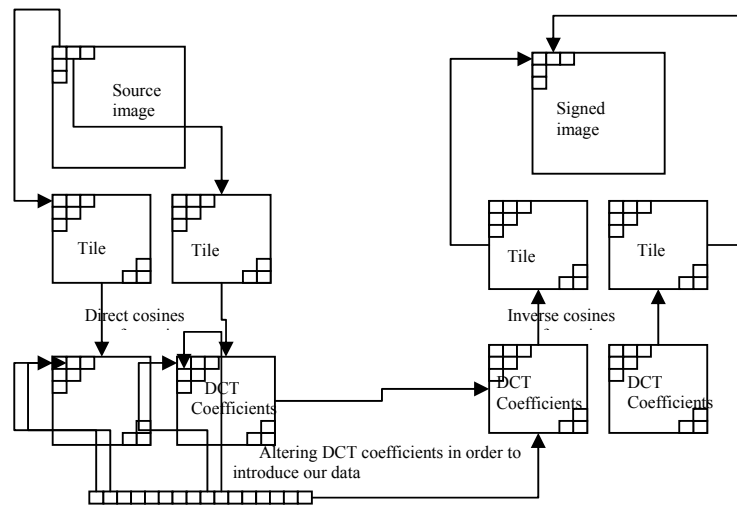 Source
image
Signed
image
Tile
Tile
Tile
Tile
Direct cosines
Inverse cosines
DCT
Coefficients
DCT
Coefficients
DCT
Coefficients
Altering DCT coefficients in order to
introduce our data